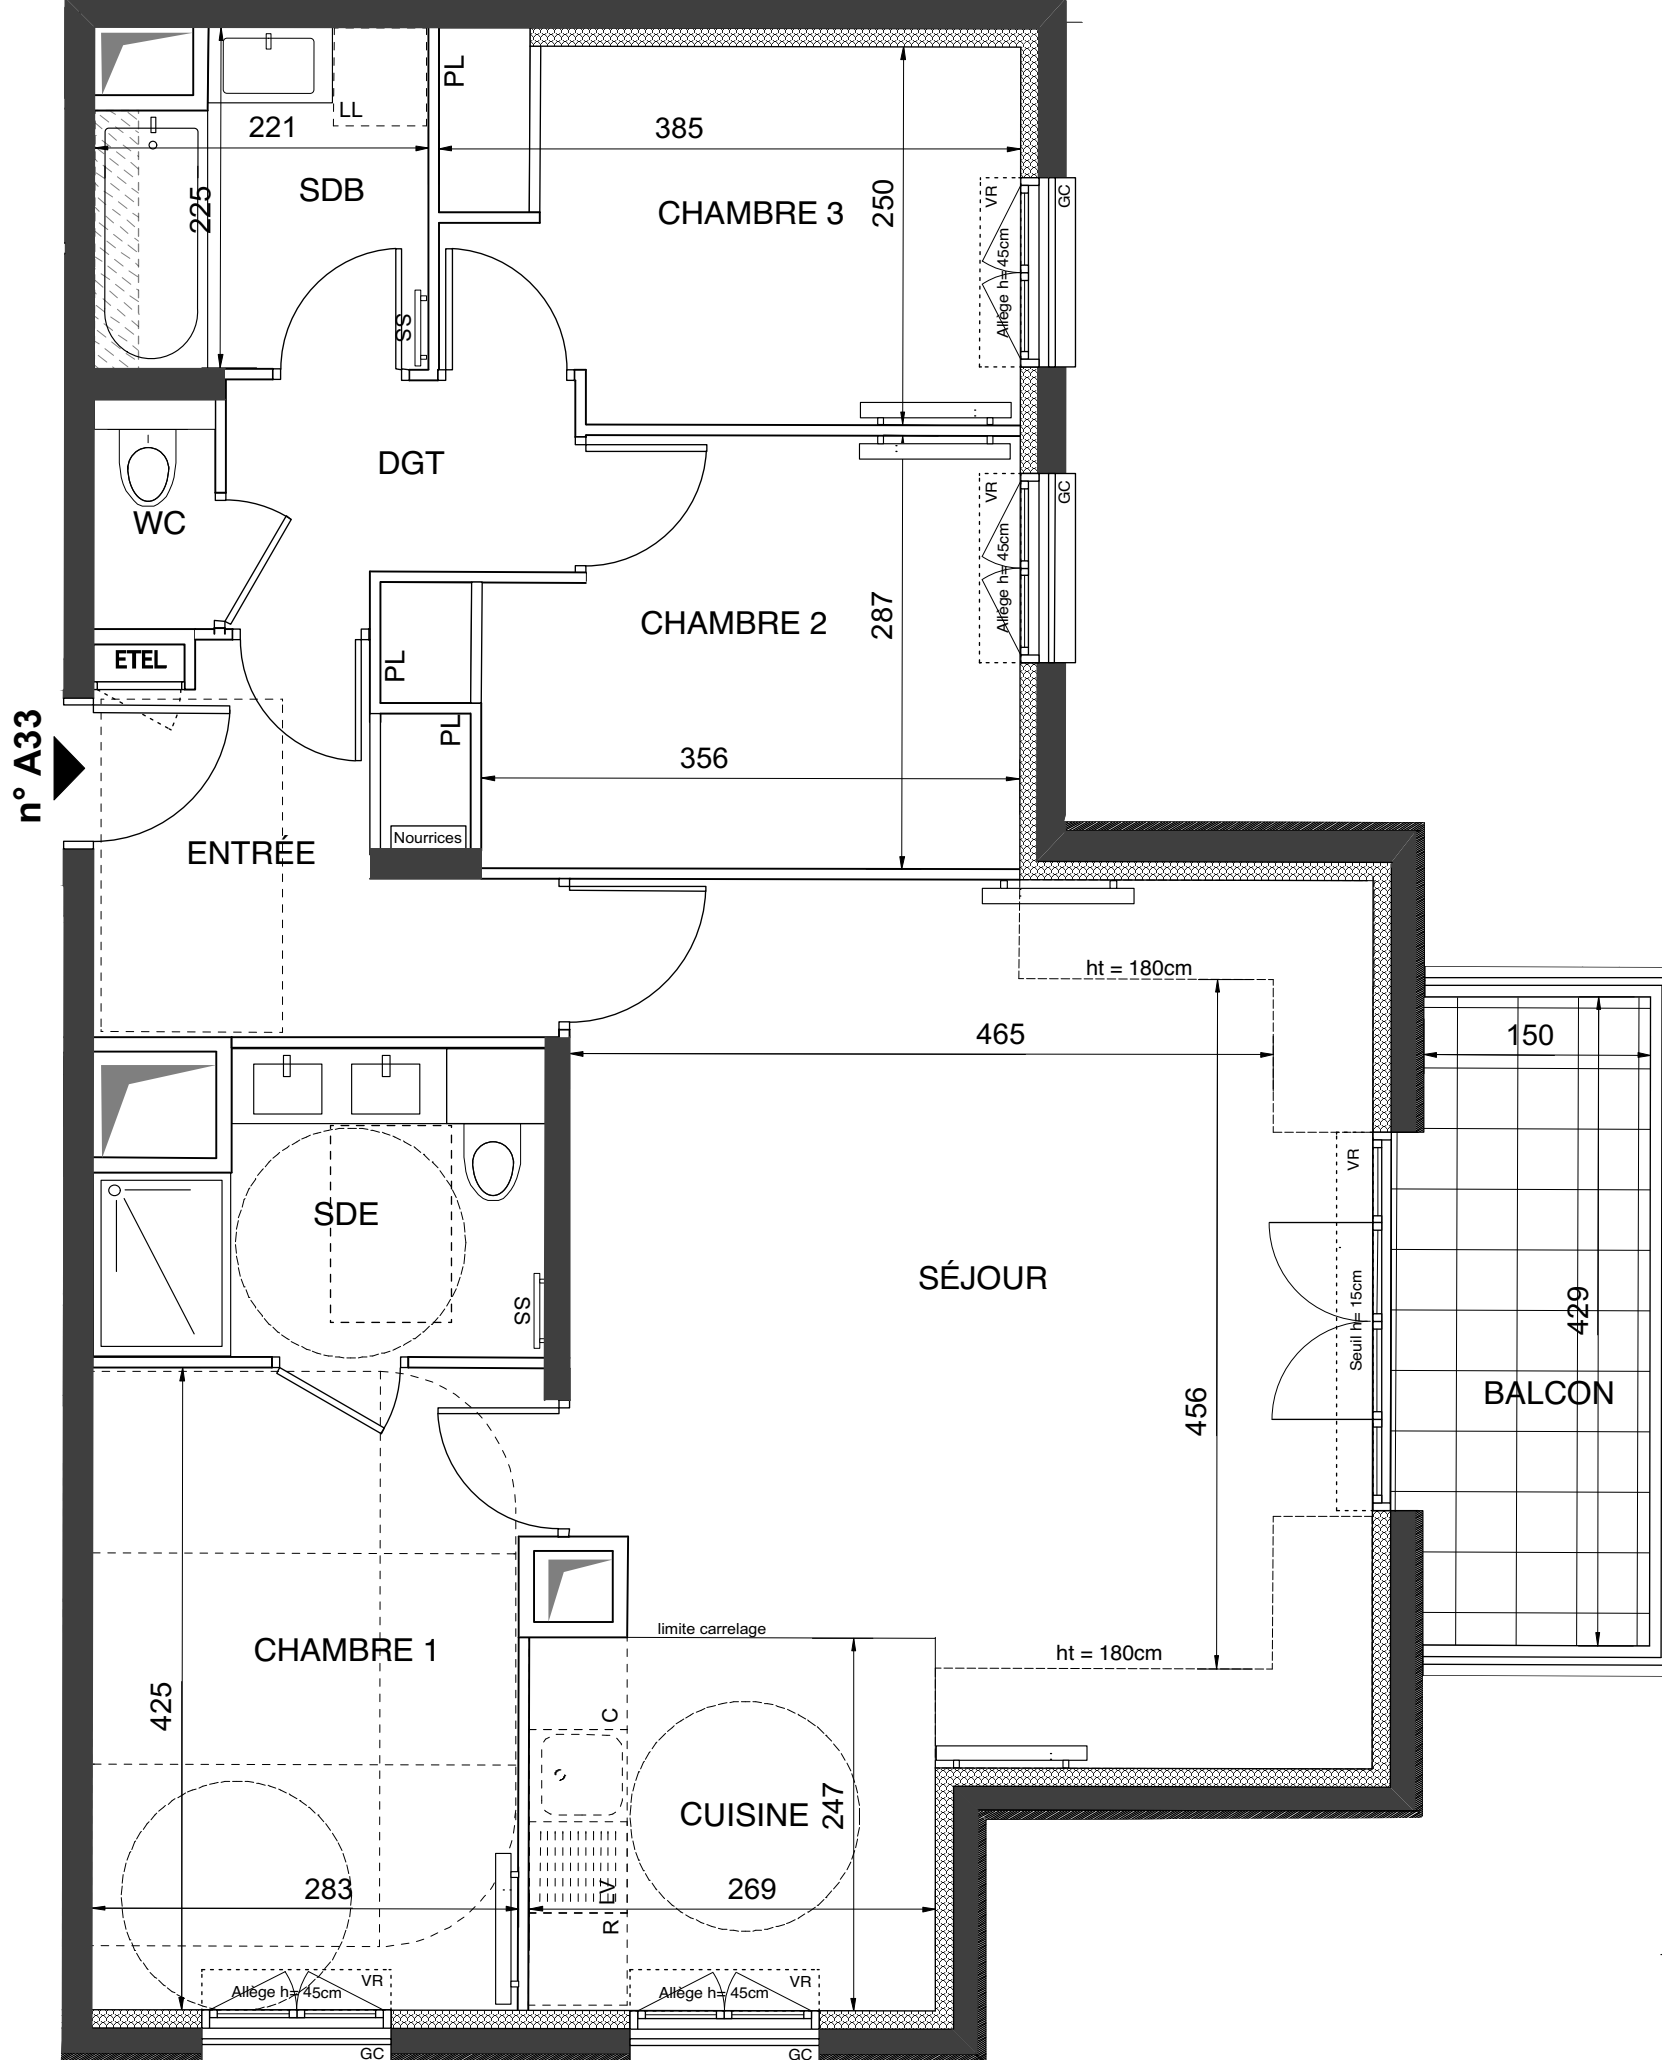 PL
LL
221
385
225
SDB
CHAMBRE 3
250
VR
GC
Allège h= 45cm
SS
DGT
WC
VR
GC
Allège h= 45cm
CHAMBRE 2
287
ETEL
PL
n° A33
PL
356
Nourrices
ENTRÉE
ht = 180cm
465
150
VR
SDE
SÉJOUR
SS
Seuil h= 15cm
429
BALCON
456
limite carrelage
CHAMBRE 1
ht = 180cm
425
C
CUISINE
247
283
LV
269
R
Allège h= 45cm
VR
Allège h= 45cm
VR
GC
GC